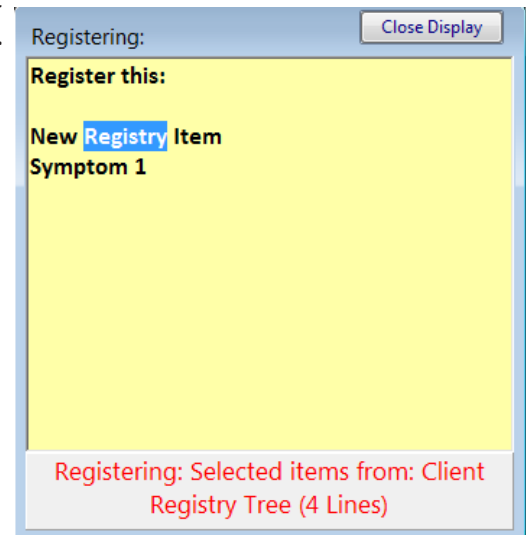 Registering:
Close Display
Register this:
New Registry Item
Symptom 1
Registering: Selected items from: Client
Registry Tree (4 Lines)